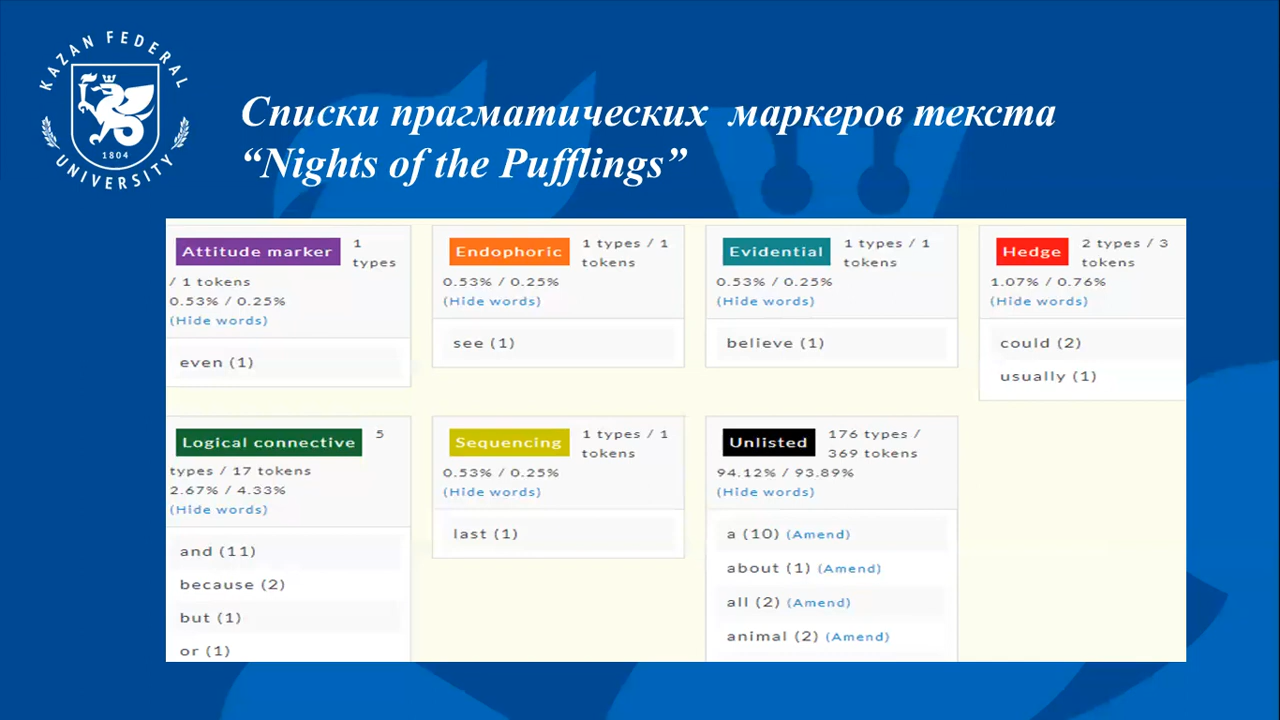 KAZAN FEDERAL
UNIVERSITY
1804
Списки прагматических маркеров текста
“Nights of the Pufflings”
Attitude marker 1
types
/ 1 tokens
0.53% / 0.25%
(Hide words)
even (1)
Endophoric 1 types / 1
tokens
0.53% / 0.25%
(Hide words)
see (1)
Evidential 1 types / 1
tokens
0.53% / 0.25%
(Hide words)
believe (1)
Hedge 2 types / 3
tokens
1.07% / 0.76%
(Hide words)
could (2)
usually (1)
Logical connective 5
types / 17 tokens
2.67% / 4.33%
(Hide words)
and (11)
because (2)
but (1)
or (1)
Sequencing 1 types / 1
tokens
0.53% / 0.25%
(Hide words)
last (1)
Unlisted 176 types /
369 tokens
94.12% / 93.89%
(Hide words)
a (10) (Amend)
about (1) (Amend)
all (2) (Amend)
animal (2) (Amend)